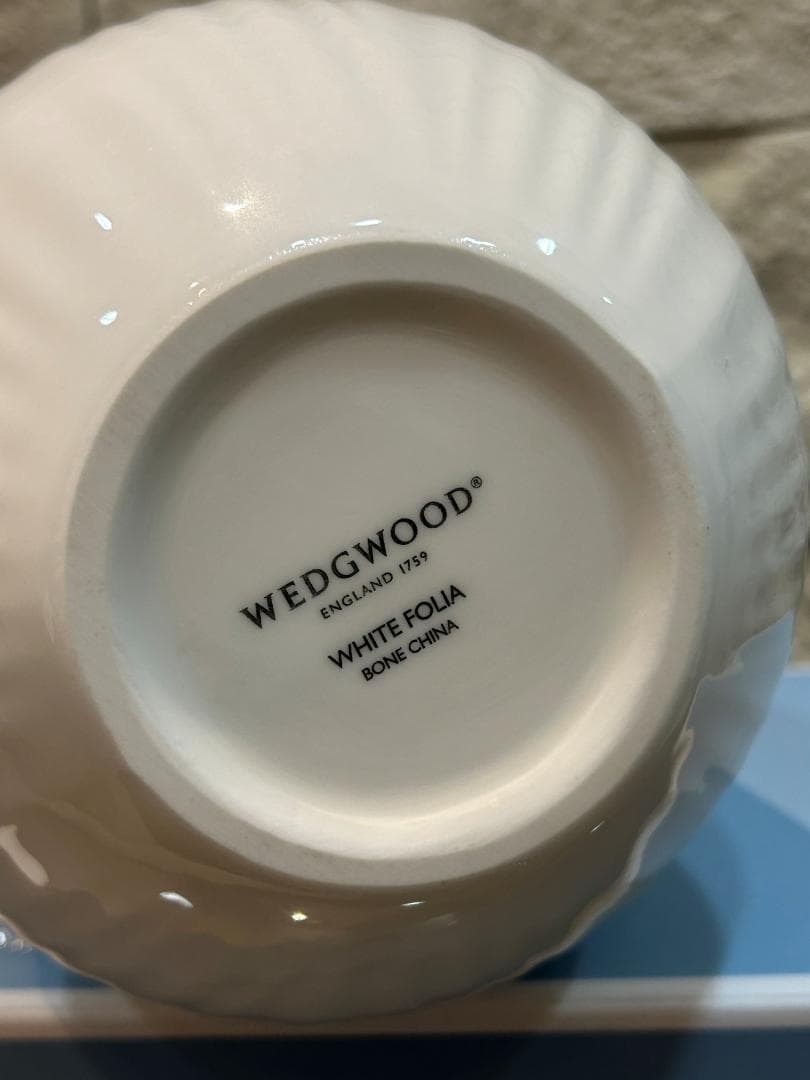 WEDGWOOD®
ENGLAND 1759
WHITE FOLIA
BONE CHINA